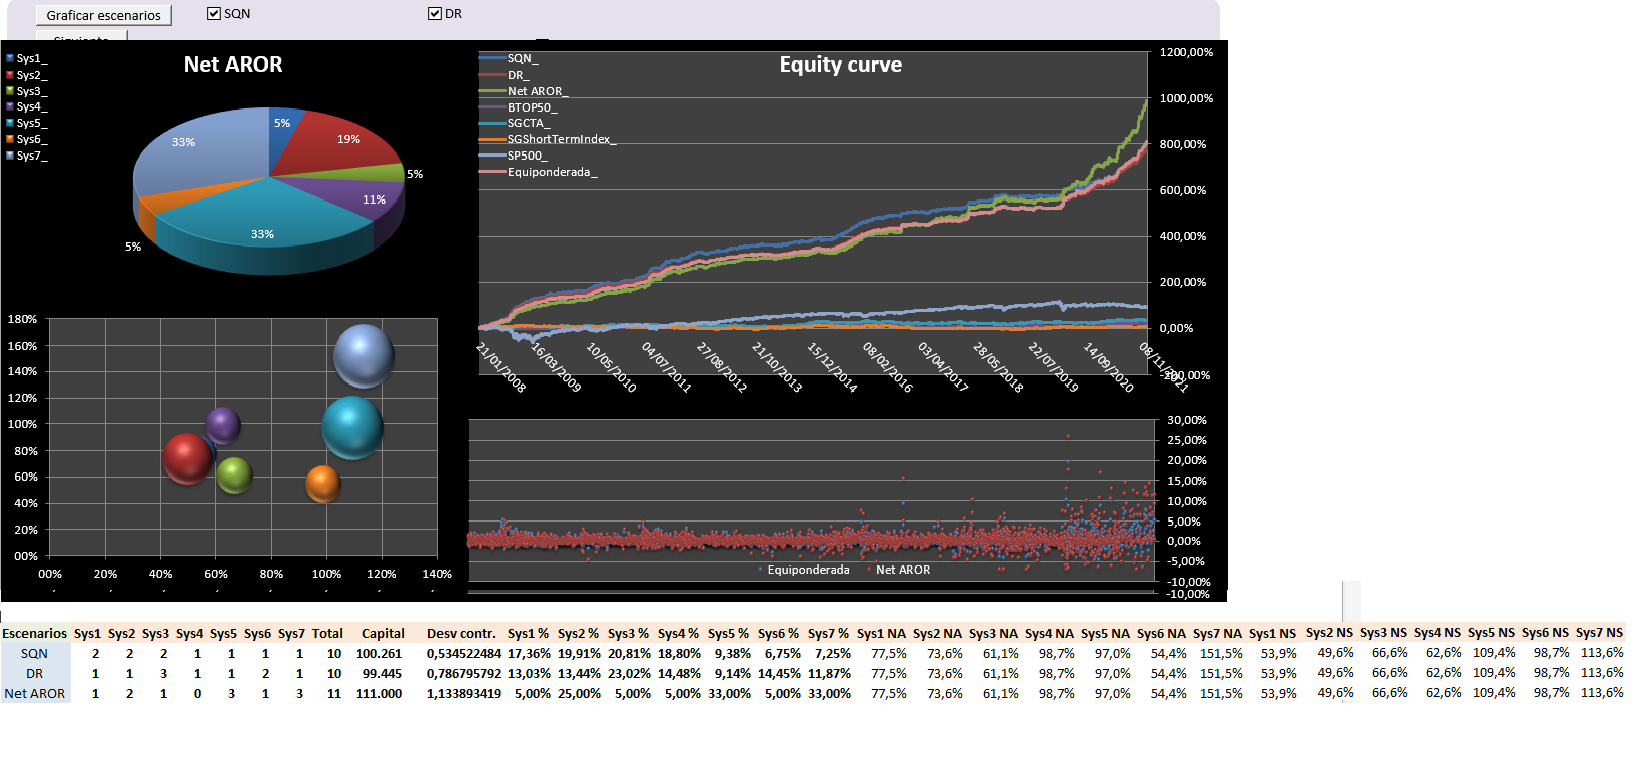 Graficar escenarios
SQN
DR
Siguiente
Net AROR
Sys1_
Sys2_
Sys3_
Sys4_
Sys5_
Sys6_
Sys7_
5%
19%
5%
11%
33%
5%
33%
Equity curve
SQN_
DR_
Net AROR_
BTOP50_
SGCTA_
SGShortTermIndex_
SP500_
Equiponderada_
1200,00%
1000,00%
800,00%
600,00%
400,00%
200,00%
0,00%
-200,00%
21/01/2008
16/03/2009
10/05/2010
04/07/2011
27/08/2012
21/10/2013
15/12/2014
08/02/2016
03/04/2017
28/05/2018
22/07/2019
14/09/2020
08/11/2021
180%
160%
140%
120%
100%
80%
60%
40%
20%
00%
00% 20% 40% 60% 80% 100% 120% 140%
30,00%
25,00%
20,00%
15,00%
10,00%
5,00%
0,00%
-5,00%
-10,00%
-10,00%
Equiponderada Net AROR
Escenarios Sys1 Sys2 Sys3 Sys4 Sys5 Sys6 Sys7 Total Capital Desv contr. Sys1 % Sys2 % Sys3 % Sys4 % Sys5 % Sys6 % Sys7 % Sys1 NA Sys2 NA Sys3 NA Sys4 NA Sys5 NA Sys6 NA Sys7 NA Sys1 NS Sys2 NS Sys3 NS Sys4 NS Sys5 NS Sys6 NS Sys7 NS
SQN 2 2 2 1 1 1 1 10 100.261 0,534522484 17,36% 19,91% 20,81% 18,80% 9,38% 6,75% 7,25% 77,5% 73,6% 61,1% 98,7% 97,0% 54,4% 151,5% 53,9% 49,6% 66,6% 62,6% 109,4% 98,7% 113,6%
DR 1 1 3 1 1 2 1 10 99.445 0,786795792 13,03% 13,44% 23,02% 14,48% 9,14% 14,45% 11,87% 77,5% 73,6% 61,1% 98,7% 97,0% 54,4% 151,5% 53,9% 49,6% 66,6% 62,6% 109,4% 98,7% 113,6%
Net AROR 1 2 1 0 3 1 3 11 111.000 1,133893419 5,00% 25,00% 5,00% 5,00% 33,00% 5,00% 33,00% 77,5% 73,6% 61,1% 98,7% 97,0% 54,4% 151,5% 53,9% 49,6% 66,6% 62,6% 109,4% 98,7% 113,6%